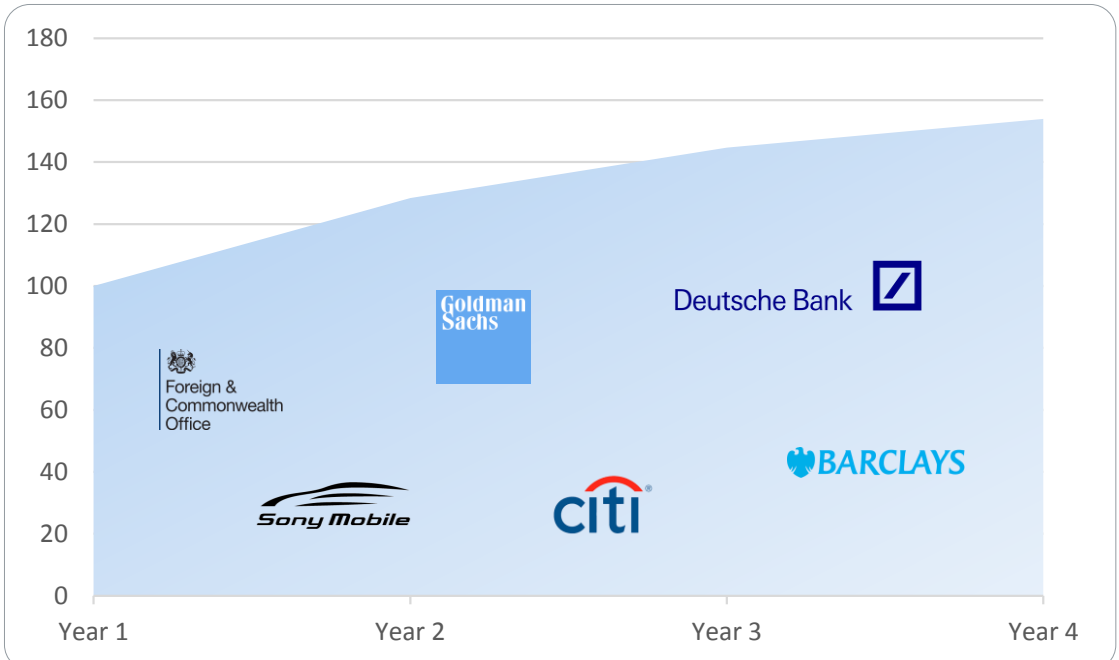 180
160
140
120
100
80
60
40
20
0
Goldman
Sachs
Deutsche Bank
Foreign &
Commonwealth
Office
BARCLAYS
Sony Mobile
citi®
Year 1
Year 2
Year 3
Year 4